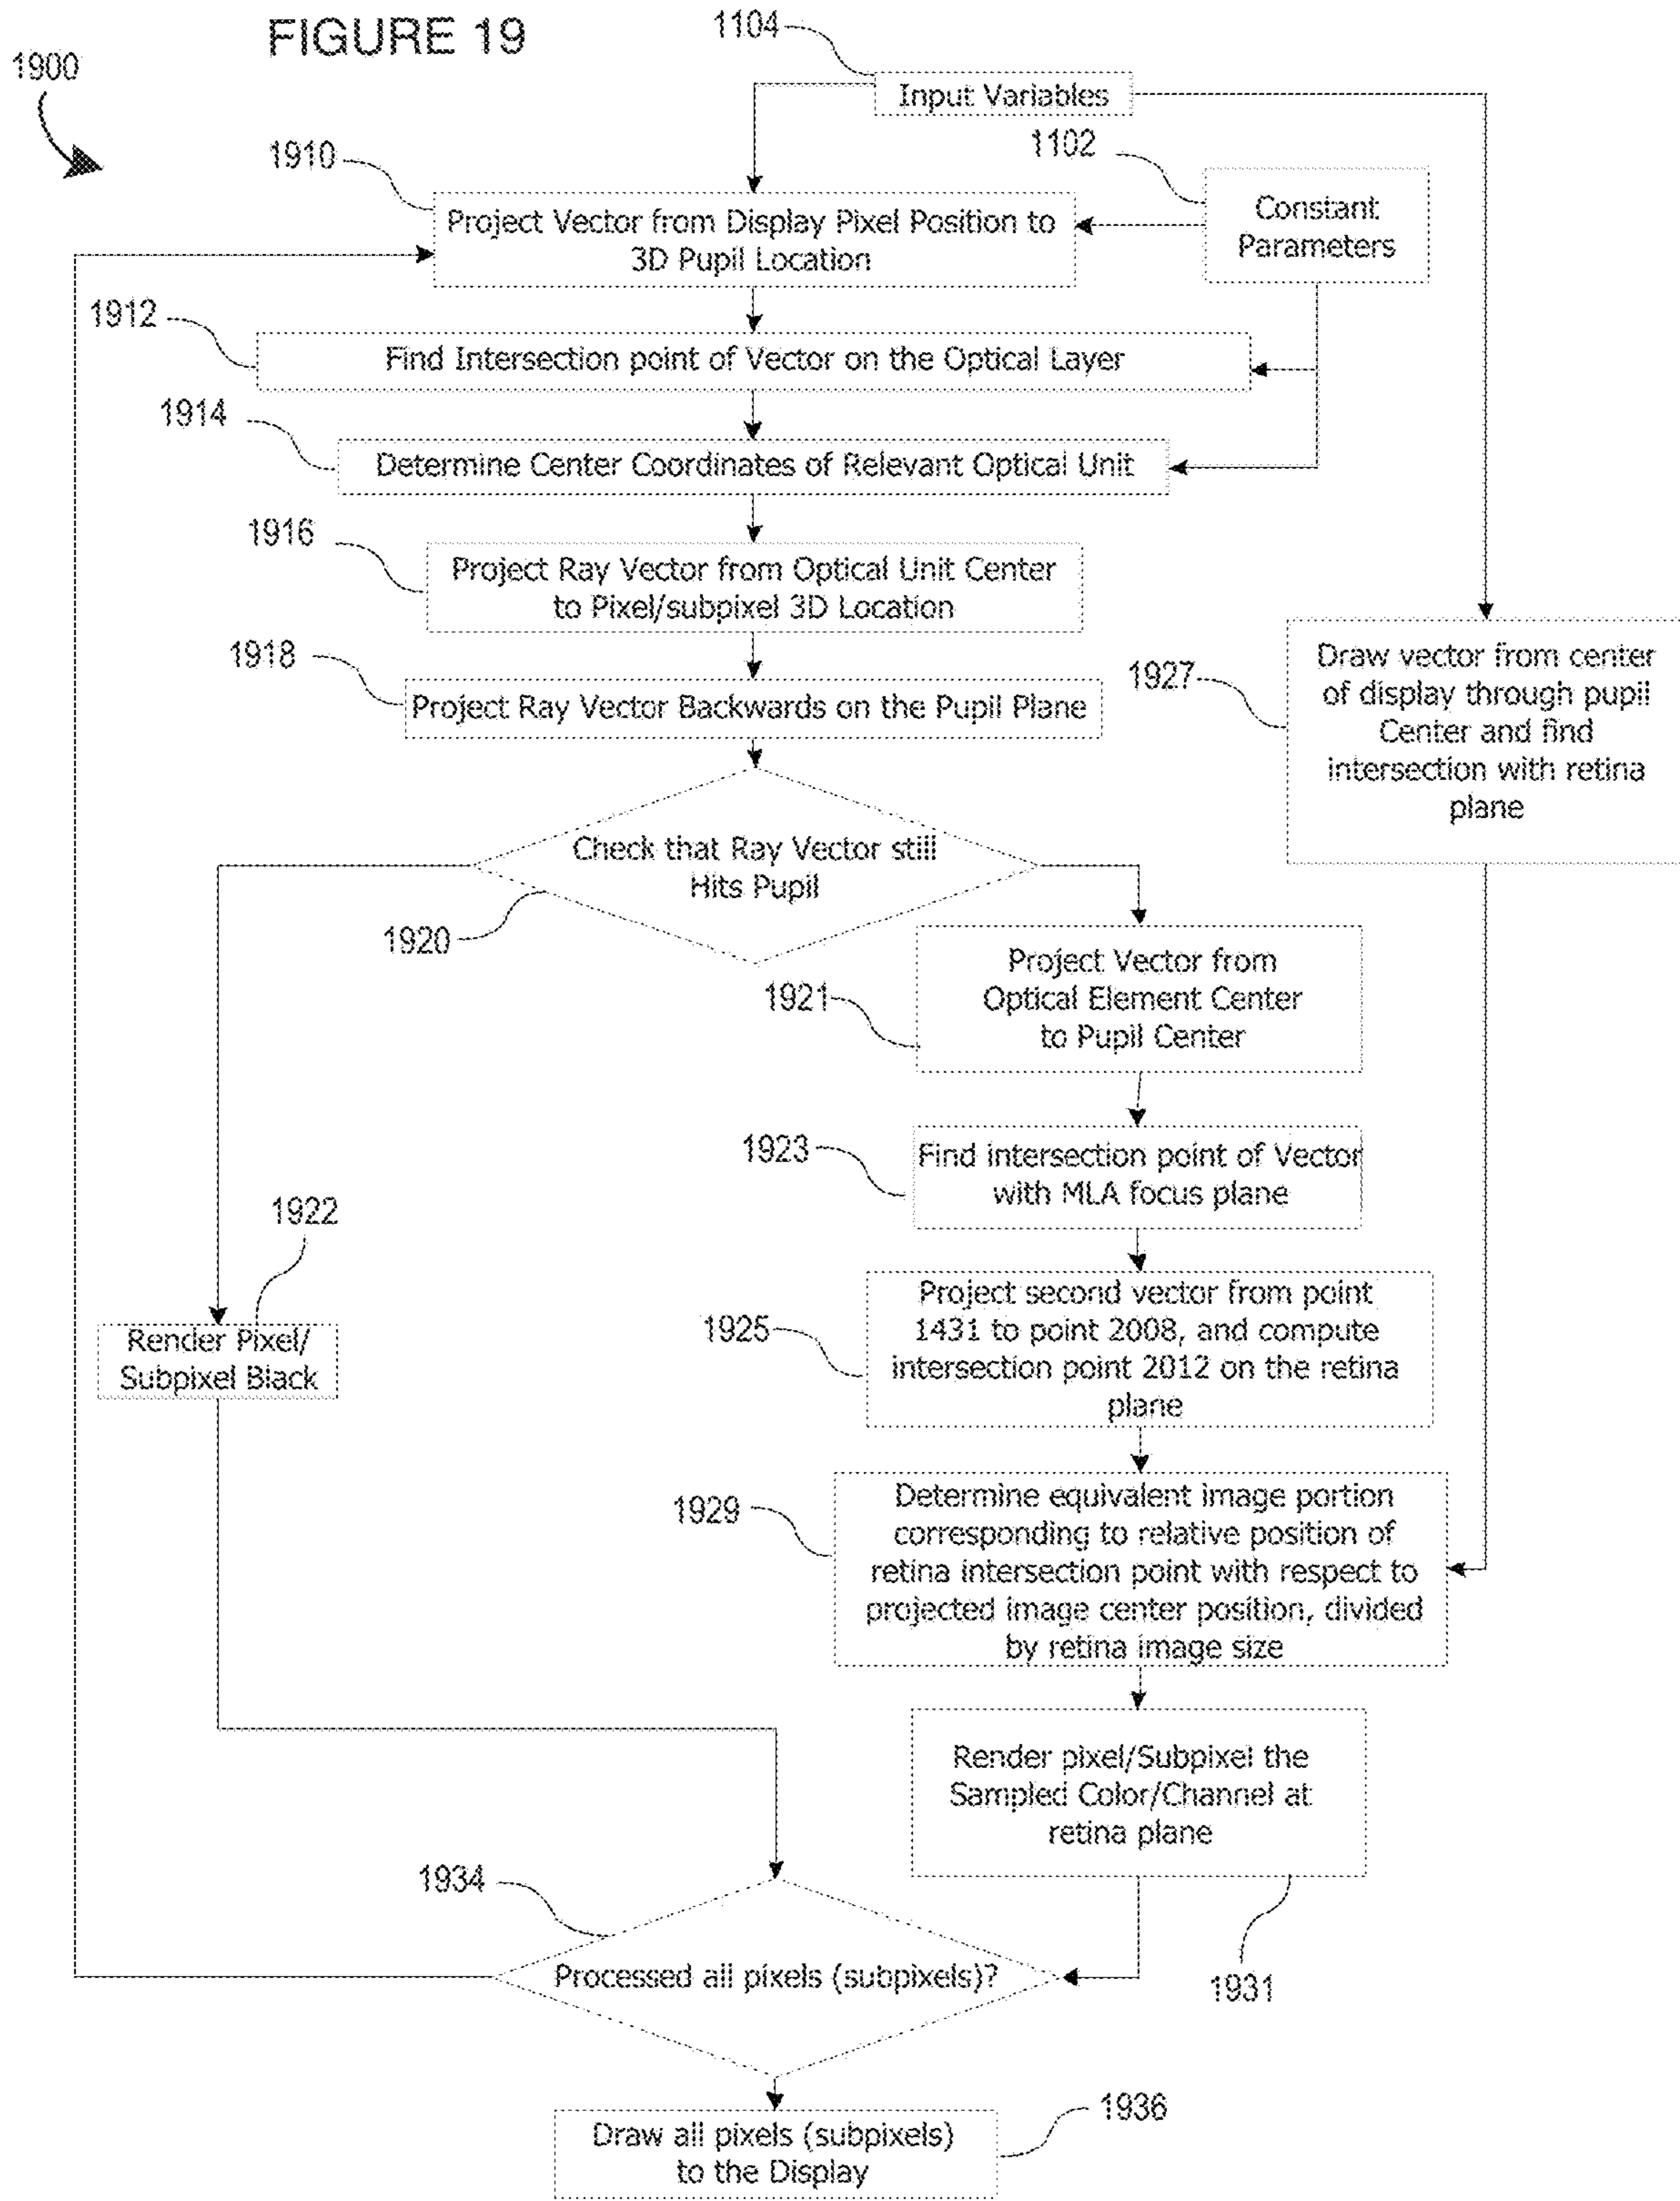 FIGURE 19
1900
1104
Input Variables
1102
Constant
Parameters
1910
Project Vector from Display Pixel Position to
3D Pupil Location
1912
Find Intersection point of Vector on the Optical Layer
1914
Determine Center Coordinates of Relevant Optical Unit
1916
Project Ray Vector from Optical Unit Center
to Pixel/subpixel 3D Location
1918
Project Ray Vector Backwards on the Pupil Plane
1927
Draw vector from center
of display through pupil
Center and find
intersection with retina
plane
Check that Ray Vector still
Hits Pupil
1920
1921
Project Vector from
Optical Element Center
to Pupil Center
1923
Find intersection point of Vector
with MLA focus plane
1922
Render Pixel/
Subpixel Black
1925
Project second vector from point
1431 to point 2008, and compute
intersection point 2012 on the retina
plane
1929
Determine equivalent image portion
corresponding to relative position of
retina intersection point with respect to
projected image center position, divided
by retina image size
Render pixel/Subpixel the
Sampled Color/Channel at
retina plane
1931
1934
Processed all pixels (subpixels)?
1936
Draw all pixels (subpixels)
to the Display